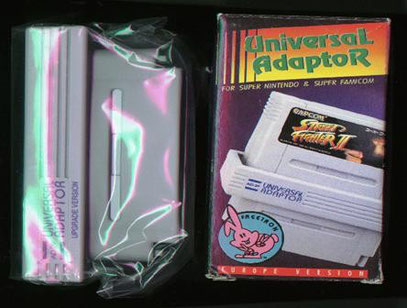 UNIVERSAL
ADAPTOR
UPGRADE VERSION
Universal
AdaptoR
FOR SUPER NINTENDO & SUPER FAMICOM
CAPCOM
Street
Fighter II
UNIVERSAL
ADAPTOR
FREETRON
EUROPE VERSION